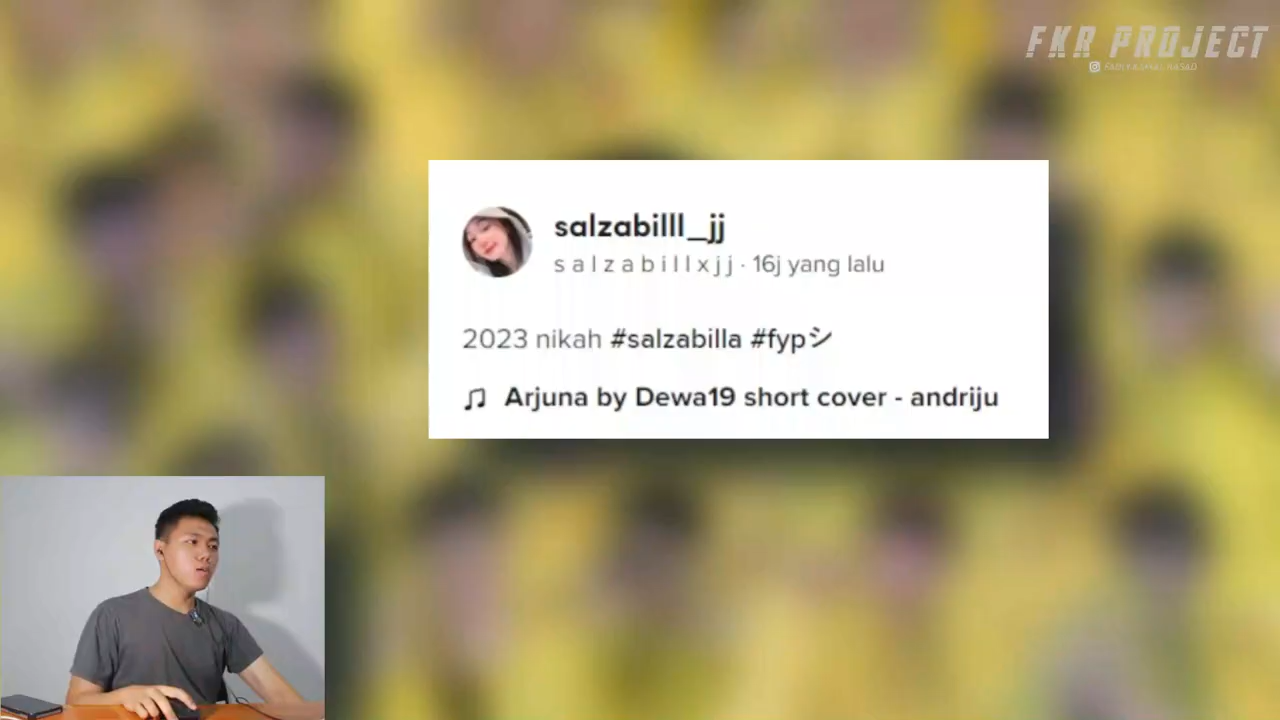 FKR PROJECT
salzabilll_jj
s a l z a b i l l x j j · 16j yang lalu
2023 nikah #salzabilla #fypシ
Arjuna by Dewa19 short cover - andriju